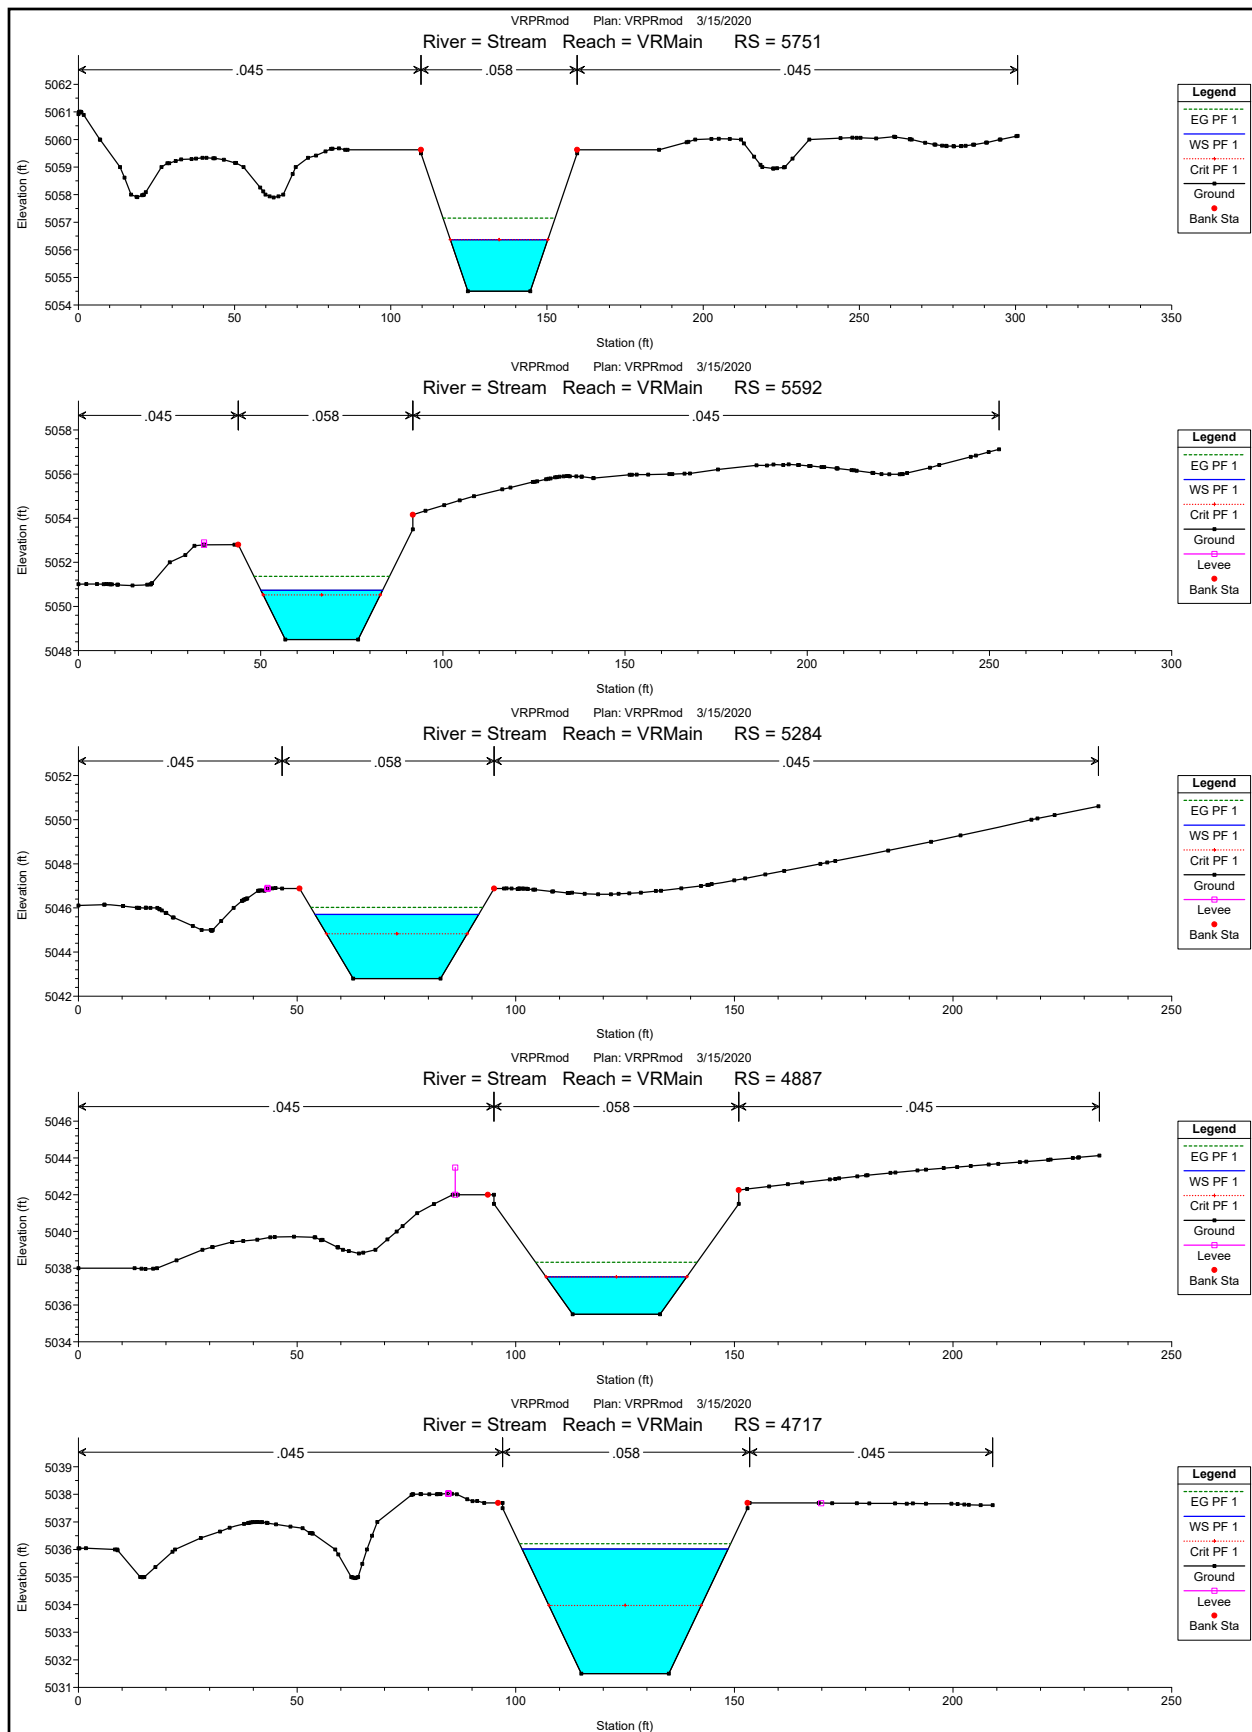 VRPRmod Plan: VRPRmod 3/15/2020
River = Stream Reach = VRMain RS = 5751
.045 .058 .045
5062
5061
5060
5059
5058
5057
5056
5055
5054
Elevation (ft)
0 50 100 150 200 250 300 350
Station (ft)
Legend
EG PF 1
WS PF 1
Crit PF 1
Ground
Bank Sta
VRPRmod Plan: VRPRmod 3/15/2020
River = Stream Reach = VRMain RS = 5592
.045 .058 .045
5058
5056
5054
5052
5050
5048
Elevation (ft)
0 50 100 150 200 250 300
Station (ft)
Legend
EG PF 1
WS PF 1
Crit PF 1
Ground
Levee
Bank Sta
VRPRmod Plan: VRPRmod 3/15/2020
River = Stream Reach = VRMain RS = 5284
.045 .058 .045
5052
5050
5048
5046
5044
5042
Elevation (ft)
0 50 100 150 200 250
Station (ft)
Legend
EG PF 1
WS PF 1
Crit PF 1
Ground
Levee
Bank Sta
VRPRmod Plan: VRPRmod 3/15/2020
River = Stream Reach = VRMain RS = 4887
.045 .058 .045
5046
5044
5042
5040
5038
5036
5034
Elevation (ft)
0 50 100 150 200 250
Station (ft)
Legend
EG PF 1
WS PF 1
Crit PF 1
Ground
Levee
Bank Sta
VRPRmod Plan: VRPRmod 3/15/2020
River = Stream Reach = VRMain RS = 4717
.045 .058 .045
5039
5038
5037
5036
5035
5034
5033
5032
5031
Elevation (ft)
0 50 100 150 200 250
Station (ft)
Legend
EG PF 1
WS PF 1
Crit PF 1
Ground
Levee
Bank Sta